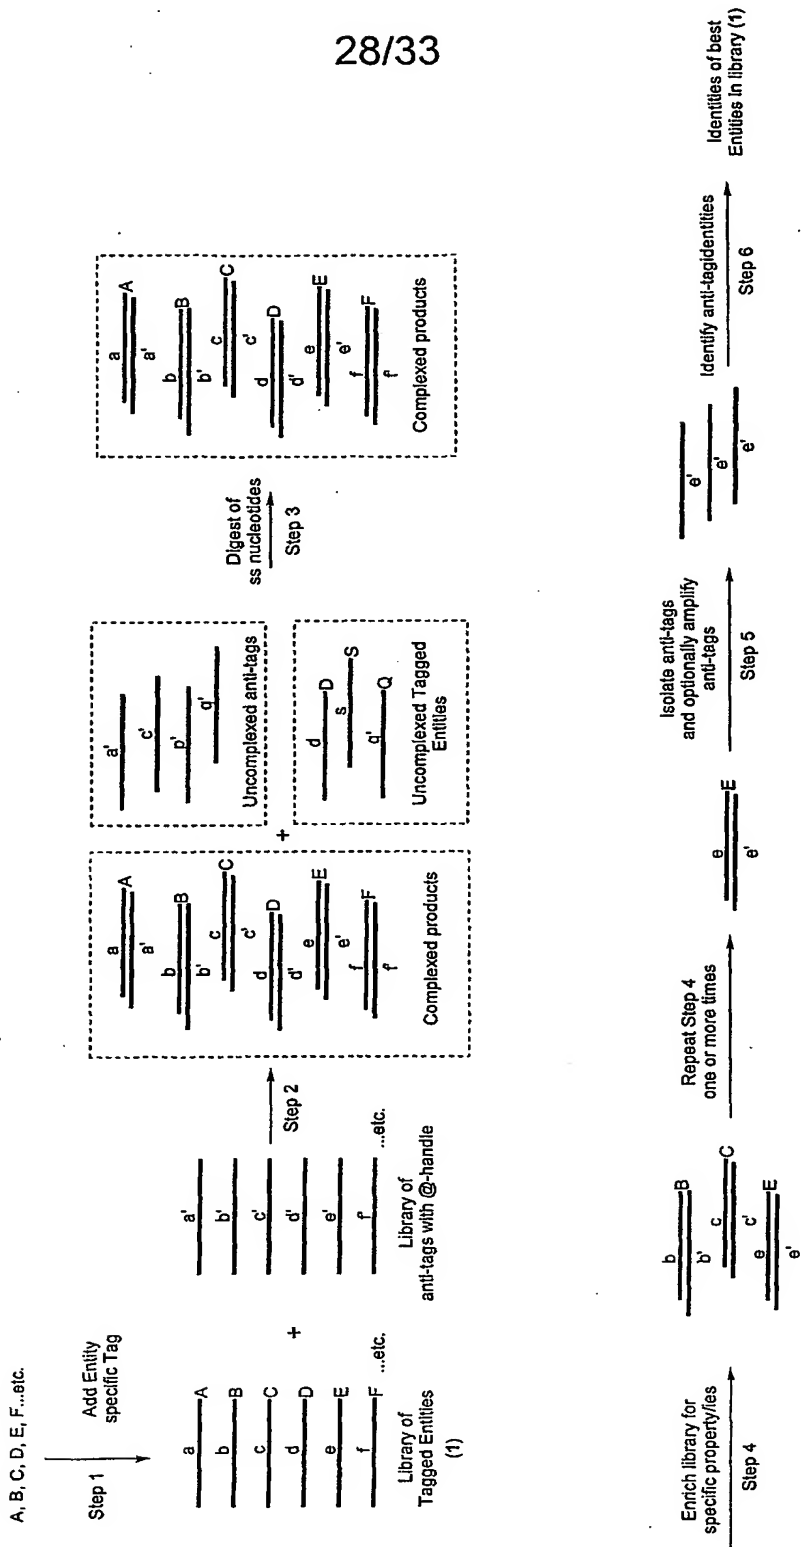 28/33
A, B, C, D, E, F...etc.
Step 1
Add Entity
specific Tag
a
A
b
B
c
C
d
D
e
E
f
F
...etc.
Library of
Tagged Entities
(1)
+
a'
b'
c'
d'
e'
f'
...etc.
Library of
anti-tags with @-handle
Step 2
a
A
a'
b
B
b'
c
C
c'
d
D
d'
e
E
e'
f
F
f'
Complexed products
+
a'
c'
p'
q'
Uncomplexed anti-tags
d
D
s
S
q'
Q
Uncomplexed Tagged
Entities
Digest of
ss nucleotides
Step 3
a
A
a'
b
B
b'
c
C
c'
d
D
d'
e
E
e'
f
F
f'
Complexed products
Enrich library for
specific property/ies
Step 4
b
B
b'
c
C
c'
e
E
e'
Repeat Step 4
one or more times
e
E
e'
Isolate anti-tags
and optionally amplify
anti-tags
Step 5
e'
e'
e'
Identify anti-tagidentities
Step 6
Identities of best
Entities in library (1)